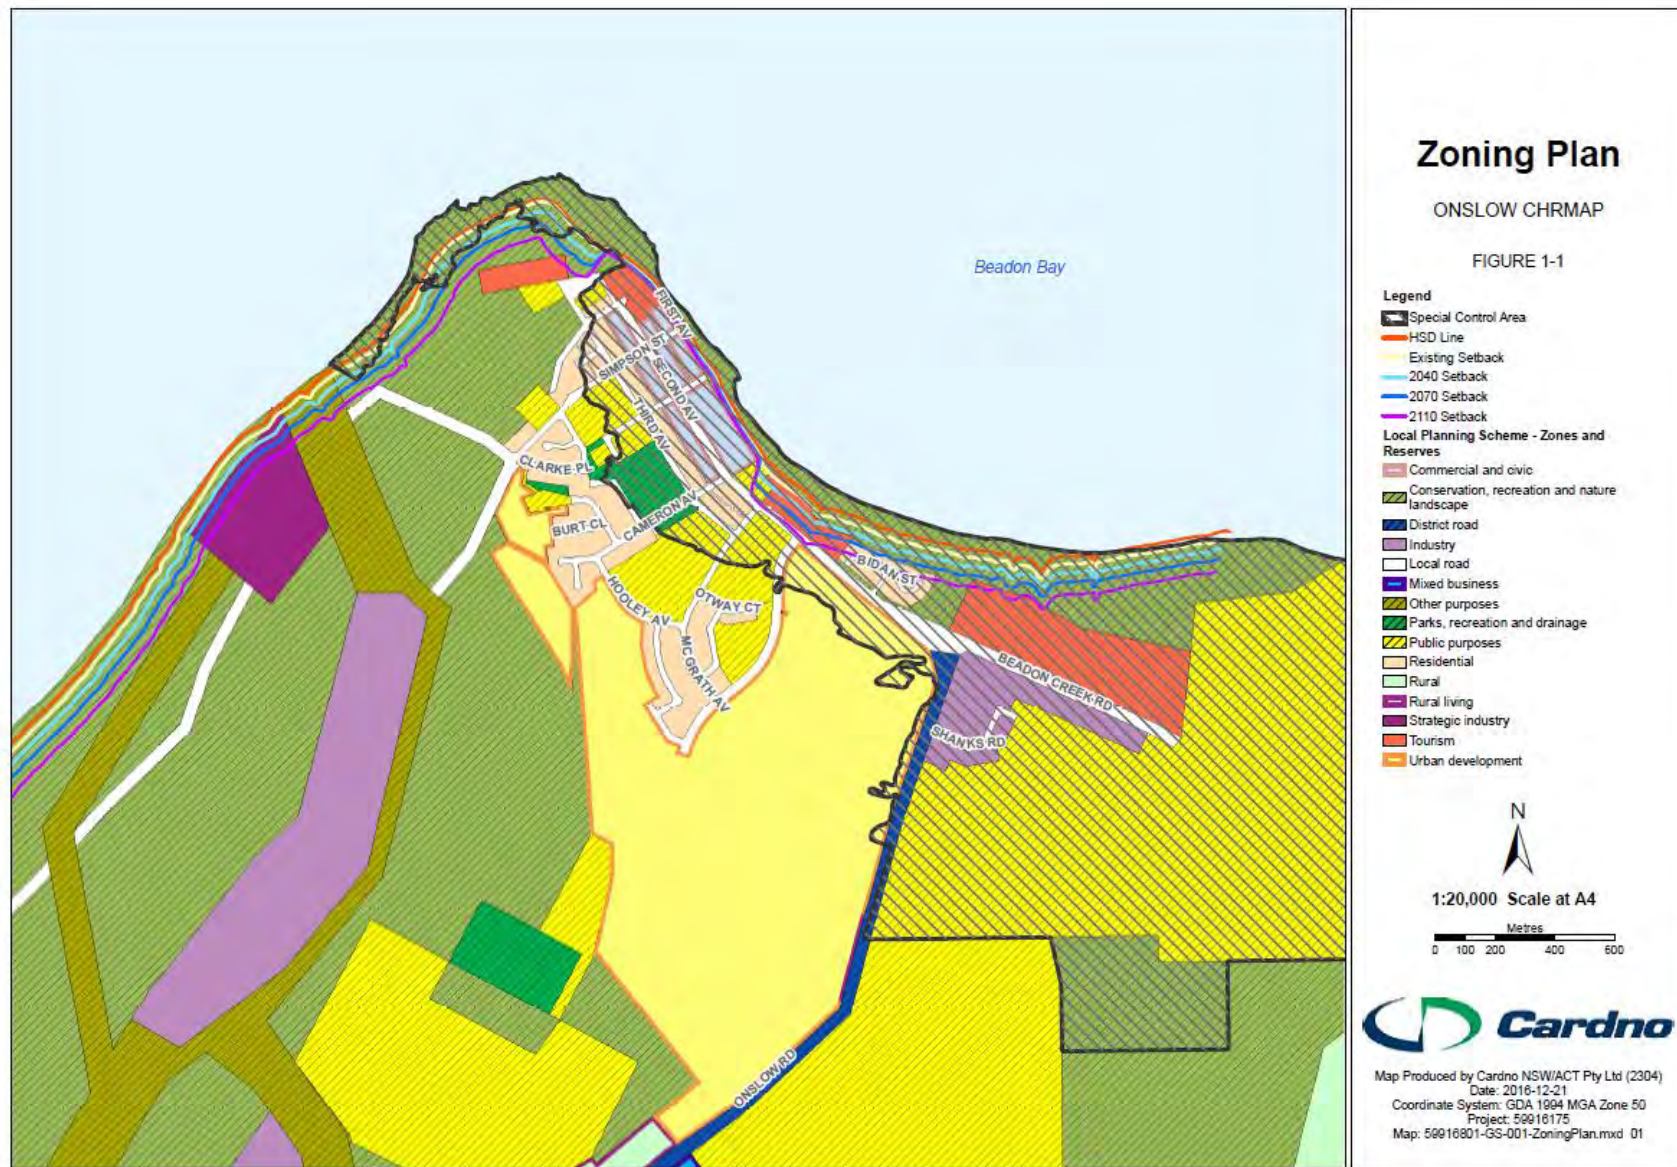 Beadon Bay
FIRST AV
SIMPSON ST
SECOND AV
THIRD AV
CLARKE PL
CAMERON AV
BURT CL
HOOLEY AV
OTWAY CT
MC GRATH AV
BIDAN ST
BEADON CREEK RD
SHANKS RD
ONSLOW RD
Zoning Plan
ONSLOW CHRMAP
FIGURE 1-1
Legend
Special Control Area
HSD Line
Existing Setback
2040 Setback
2070 Setback
2110 Setback
Local Planning Scheme - Zones and
Reserves
Commercial and civic
Conservation, recreation and nature
landscape
District road
Industry
Local road
Mixed business
Other purposes
Parks, recreation and drainage
Public purposes
Residential
Rural
Rural living
Strategic industry
Tourism
Urban development
N
1:20,000 Scale at A4
Metres
0 100 200 400 600
Cardno
Map Produced by Cardno NSW/ACT Pty Ltd (2304)
Date: 2016-12-21
Coordinate System: GDA 1994 MGA Zone 50
Project: 59916175
Map: 59916801-GS-001-ZoningPlan.mxd 01